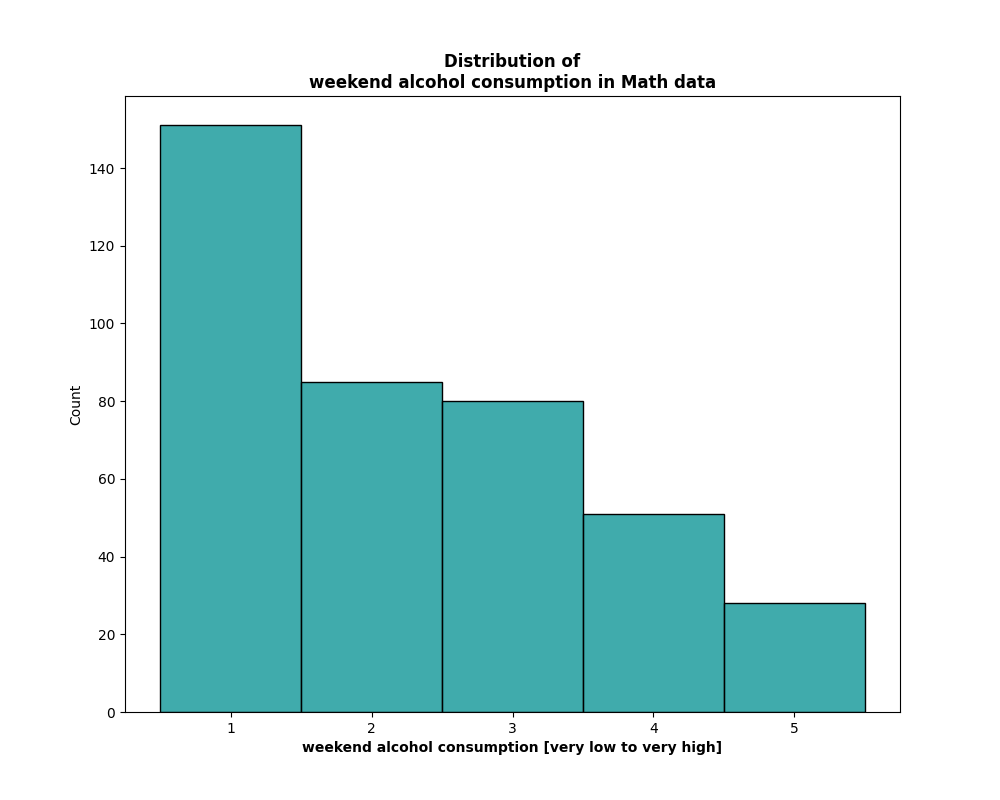 Distribution of
weekend alcohol consumption in Math data
140
120
100
80
60
40
20
0
Count
1 2 3 4 5
weekend alcohol consumption [very low to very high]